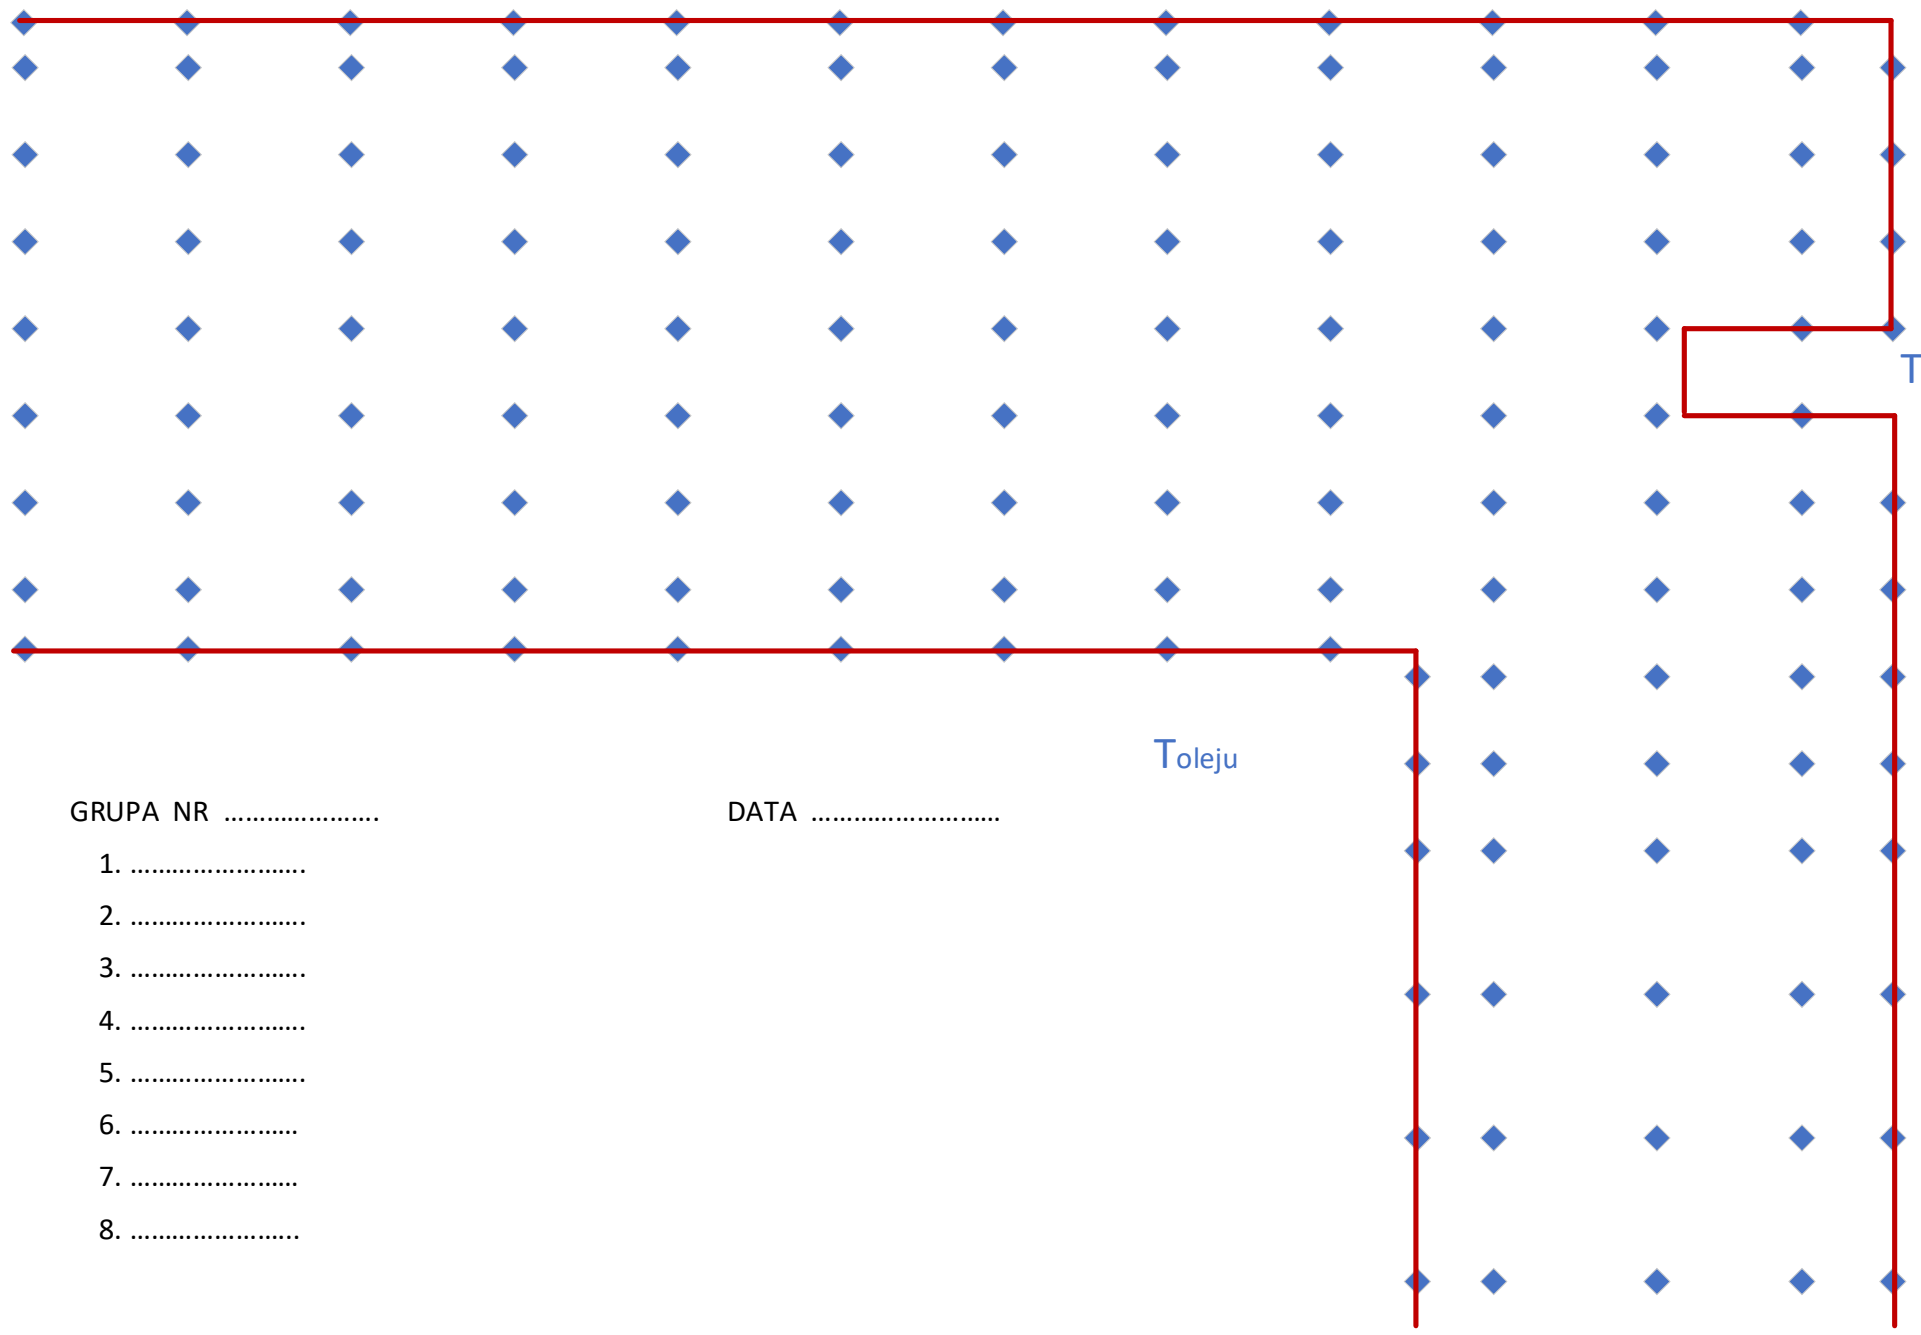 T
Toleju
GRUPA NR ......................
DATA ...........................
1. .........................
2. .........................
3. .........................
4. .........................
5. .........................
6. ........................
7. ........................
8. ........................